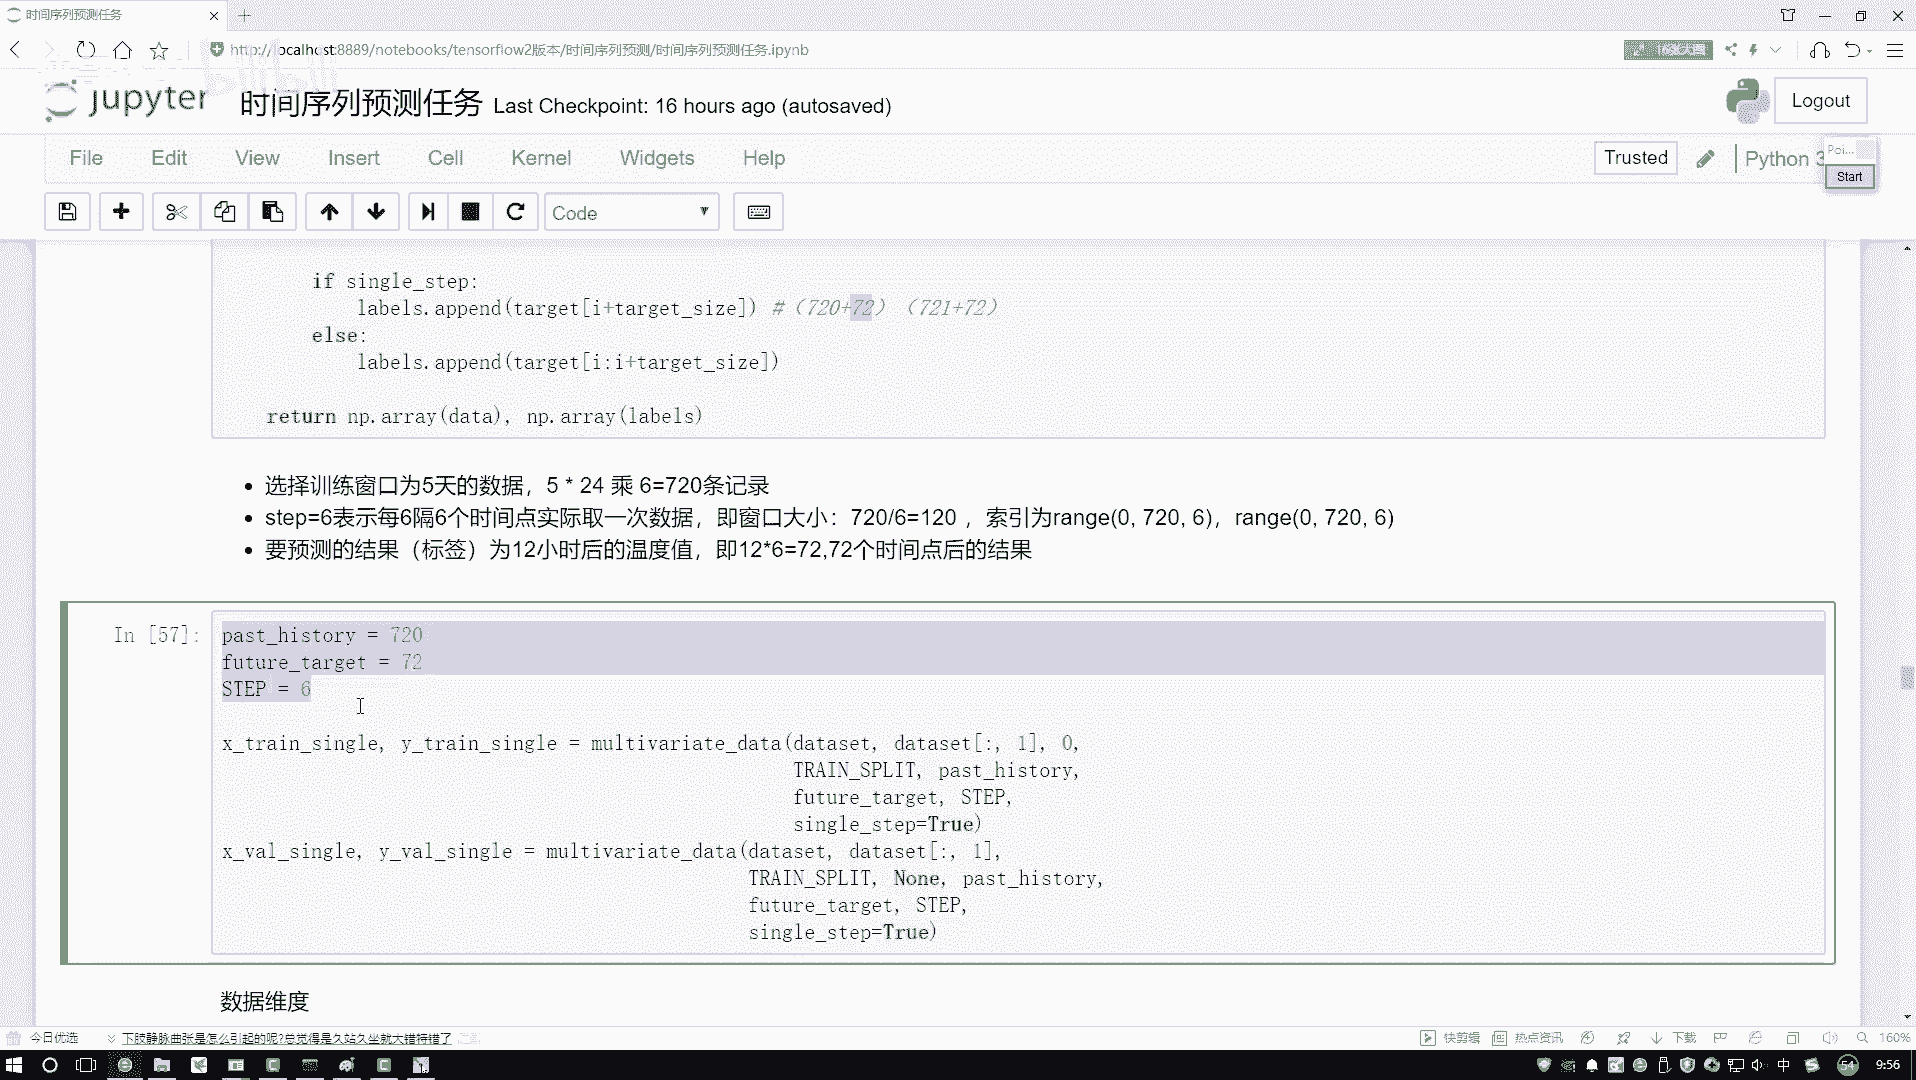 时间序列预测任务
http://localhost:8889/notebooks/tensorflow2版本/时间序列预测/时间序列预测任务.ipynb
jupyter 时间序列预测任务 Last Checkpoint: 16 hours ago (autosaved)
Logout
File Edit View Insert Cell Kernel Widgets Help
Trusted Python 3
Poi...
Start
Code
if single_step:
labels.append(target[i+target_size]) #（720+72）（721+72）
else:
labels.append(target[i:i+target_size])
return np.array(data), np.array(labels)
选择训练窗口为5天的数据，5 * 24 乘 6=720条记录
step=6表示每6隔6个时间点实际取一次数据，即窗口大小：720/6=120 ，索引为range(0, 720, 6)，range(0, 720, 6)
要预测的结果（标签）为12小时后的温度值，即12*6=72,72个时间点后的结果
In [57]:
past_history = 720
future_target = 72
STEP = 6
x_train_single, y_train_single = multivariate_data(dataset, dataset[:, 1], 0,
TRAIN_SPLIT, past_history,
future_target, STEP,
single_step=True)
x_val_single, y_val_single = multivariate_data(dataset, dataset[:, 1],
TRAIN_SPLIT, None, past_history,
future_target, STEP,
single_step=True)
数据维度
今日优选 下肢静脉曲张是怎么引起的呢?总觉得是久站久坐就大错特错了
快剪辑 热点资讯 下载 160%
中 54 9:56